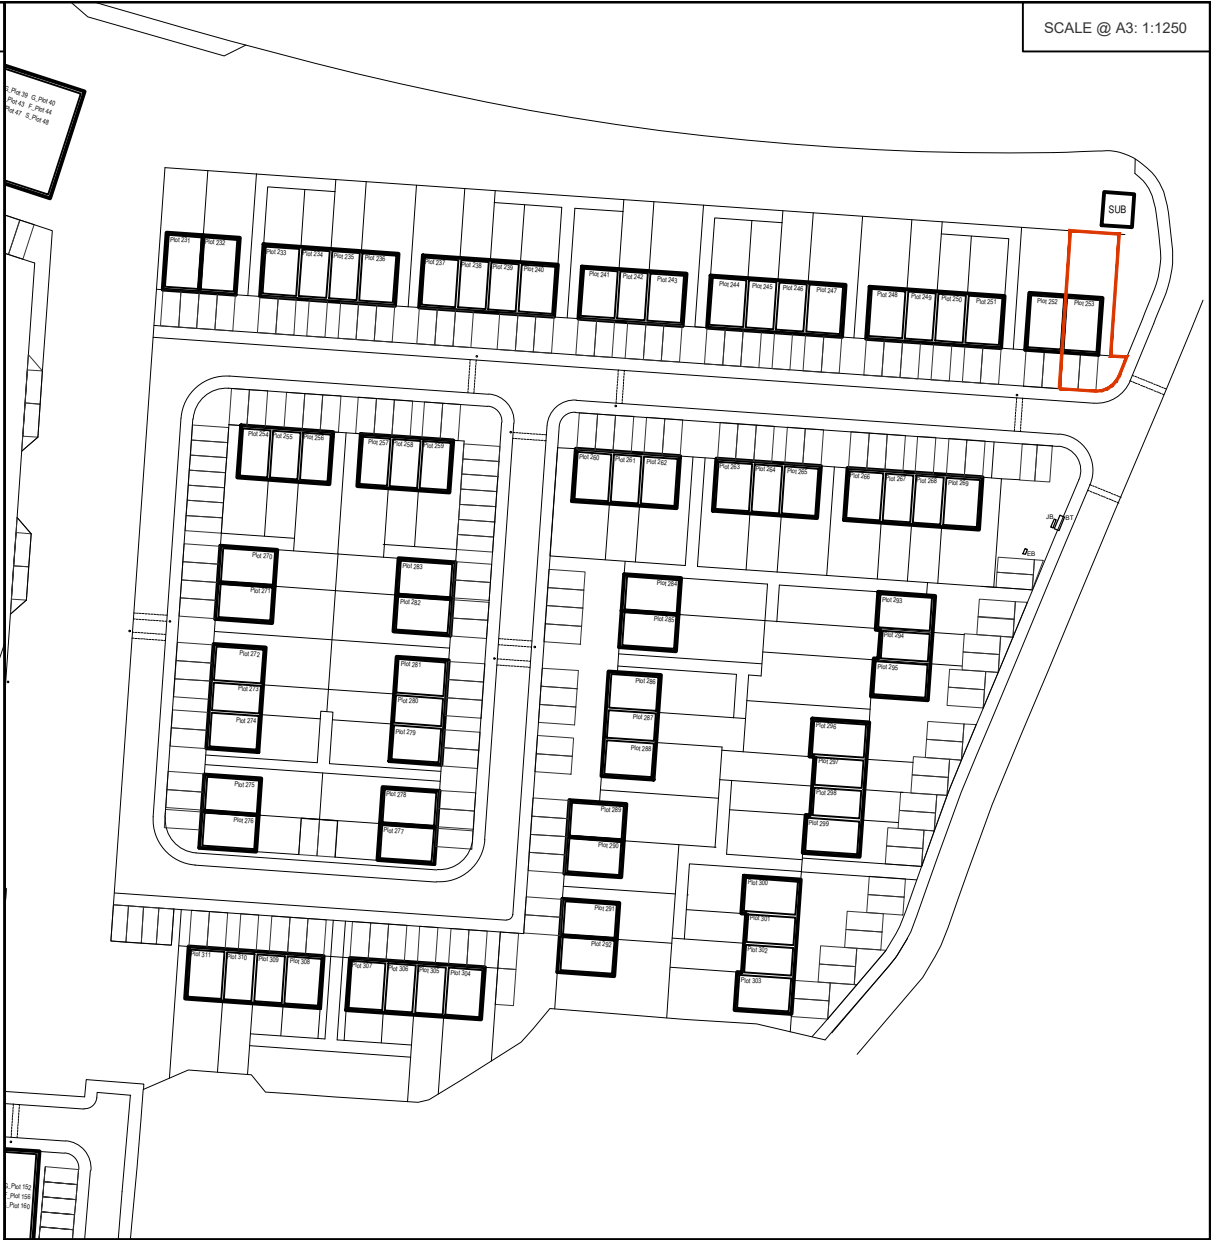 SCALE @ A3: 1:1250
G_Plot 39 G_Plot 40
Plot 43 F_Plot 44
Plot 47 S_Plot 48
SUB
Plot 231
Plot 232
Plot 233
Plot 234
Plot 235
Plot 236
Plot 237
Plot 238
Plot 239
Plot 240
Plot 241
Plot 242
Plot 243
Plot 244
Plot 245
Plot 246
Plot 247
Plot 248
Plot 249
Plot 250
Plot 251
Plot 252
Plot 253
Plot 254
Plot 255
Plot 256
Plot 257
Plot 258
Plot 259
Plot 260
Plot 261
Plot 262
Plot 263
Plot 264
Plot 265
Plot 266
Plot 267
Plot 268
Plot 269
JB
BT
EB
Plot 270
Plot 271
Plot 283
Plot 282
Plot 284
Plot 285
Plot 293
Plot 294
Plot 295
Plot 272
Plot 273
Plot 274
Plot 281
Plot 280
Plot 279
Plot 286
Plot 287
Plot 288
Plot 296
Plot 297
Plot 298
Plot 299
Plot 275
Plot 276
Plot 278
Plot 277
Plot 289
Plot 290
Plot 291
Plot 292
Plot 300
Plot 301
Plot 302
Plot 303
Plot 311
Plot 310
Plot 309
Plot 308
Plot 307
Plot 306
Plot 305
Plot 304
G_Plot 152
F_Plot 156
Plot 160